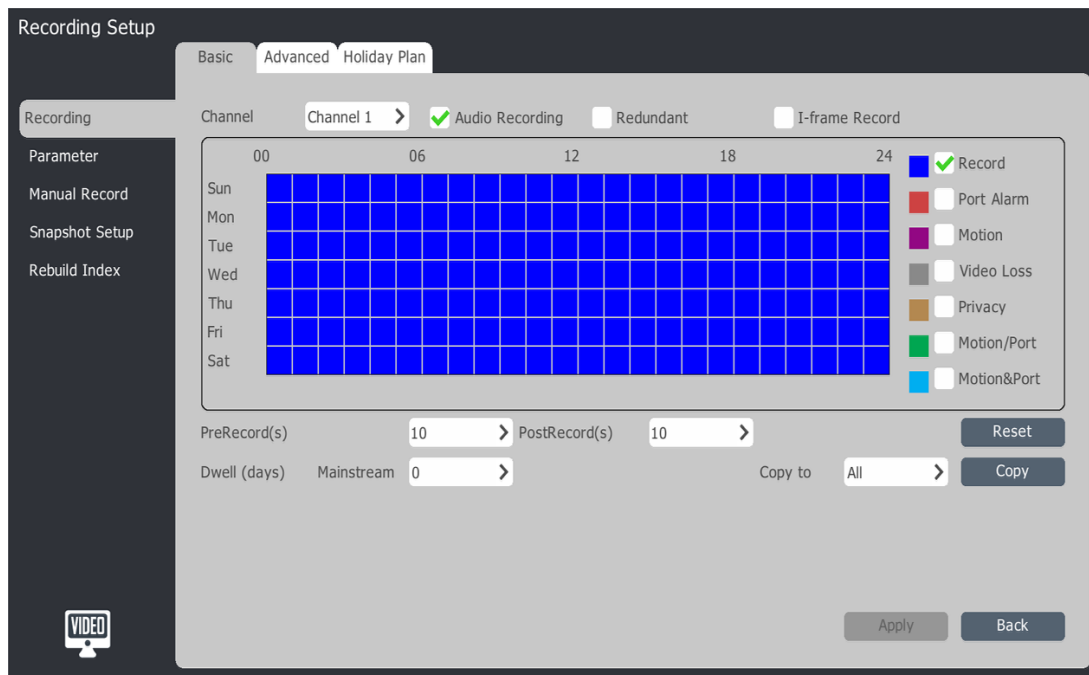 Recording Setup
Basic Advanced Holiday Plan
Recording
Parameter
Manual Record
Snapshot Setup
Rebuild Index
Channel Channel 1 Audio Recording Redundant I-frame Record
00 06 12 18 24
Sun
Mon
Tue
Wed
Thu
Fri
Sat
Record
Port Alarm
Motion
Video Loss
Privacy
Motion/Port
Motion&Port
PreRecord(s) 10 PostRecord(s) 10 Reset
Dwell (days) Mainstream 0 Copy to All Copy
VIDEO
Apply Back